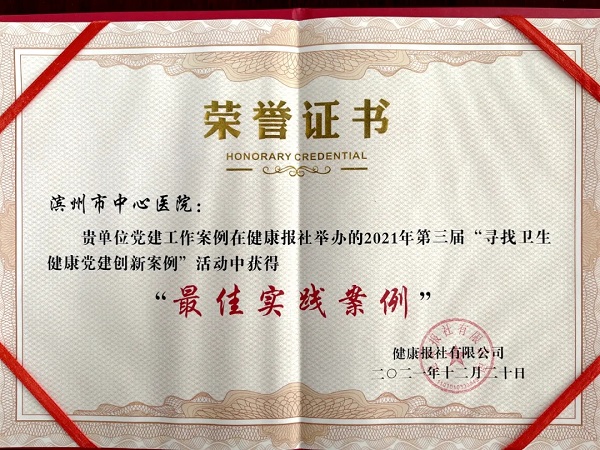 荣誉证书
HONORARY CREDENTIAL
滨州市中心医院：
贵单位党建工作案例在健康报社举办的2021年第三届“寻找卫生
健康党建创新案例”活动中获得
“最佳实践案例”
健康报社有限公司
二〇二一年十二月二十日